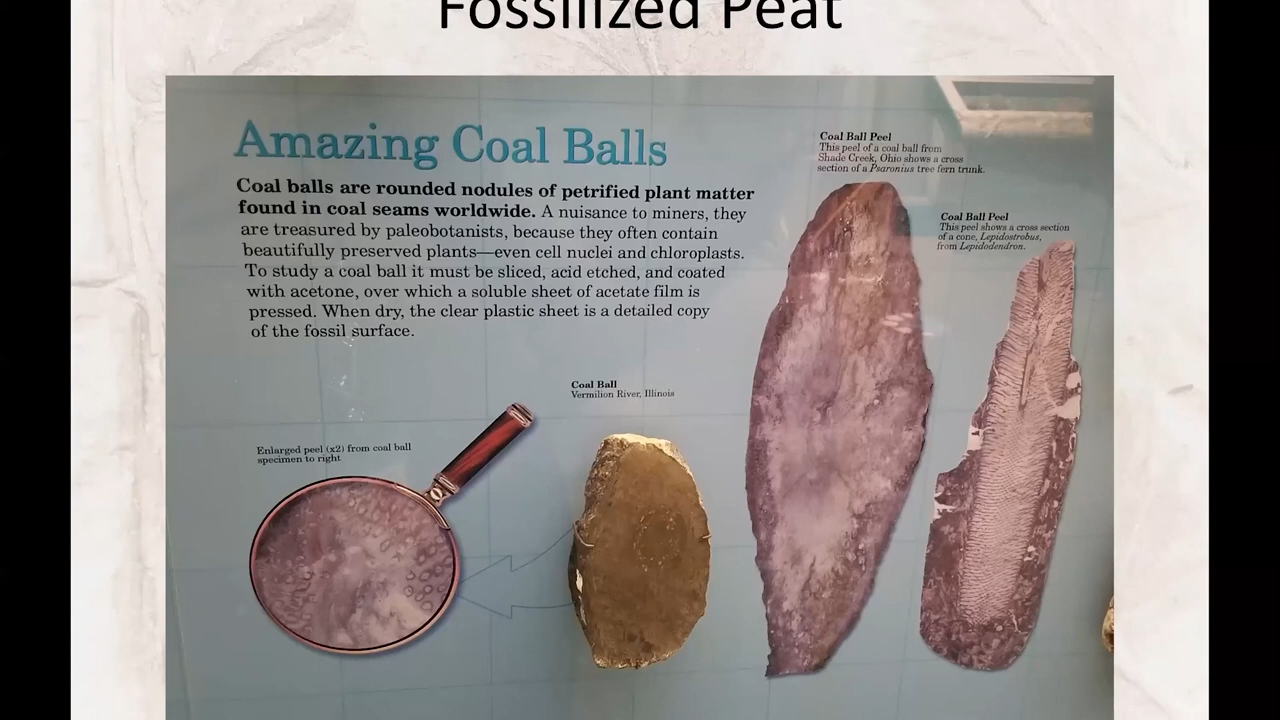 Fossilized Peat
Amazing Coal Balls
Coal balls are rounded nodules of petrified plant matter
found in coal seams worldwide. A nuisance to miners, they
are treasured by paleobotanists, because they often contain
beautifully preserved plants—even cell nuclei and chloroplasts.
To study a coal ball it must be sliced, acid etched, and coated
with acetone, over which a soluble sheet of acetate film is
pressed. When dry, the clear plastic sheet is a detailed copy
of the fossil surface.
Coal Ball Peel
This peel of a coal ball from
Shade Creek, Ohio shows a cross
section of a Psaronius tree fern trunk.
Coal Ball Peel
This peel shows a cross section
of a cone, Lepidostrobus,
from Lepidodendron.
Coal Ball
Vermilion River, Illinois
Enlarged peel (x2) from coal ball
specimen to right